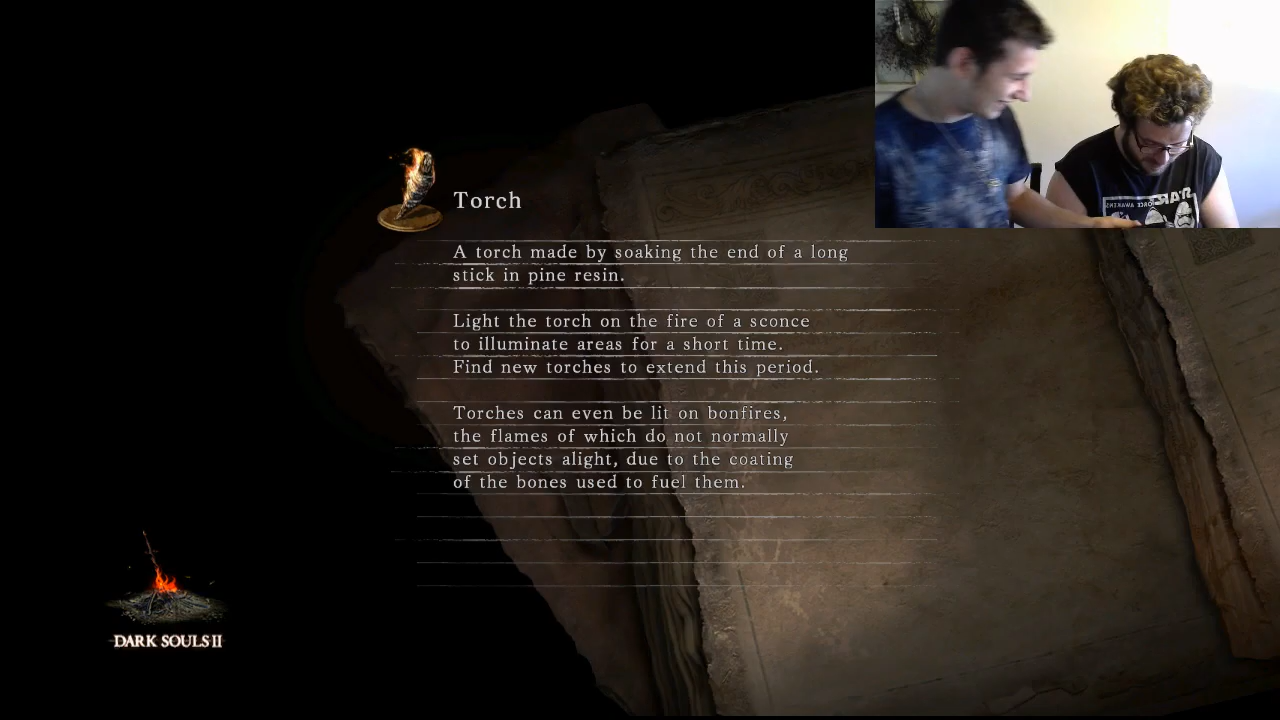 Torch
A torch made by soaking the end of a long
stick in pine resin.
Light the torch on the fire of a sconce
to illuminate areas for a short time.
Find new torches to extend this period.
Torches can even be lit on bonfires,
the flames of which do not normally
set objects alight, due to the coating
of the bones used to fuel them.
DARK SOULS II